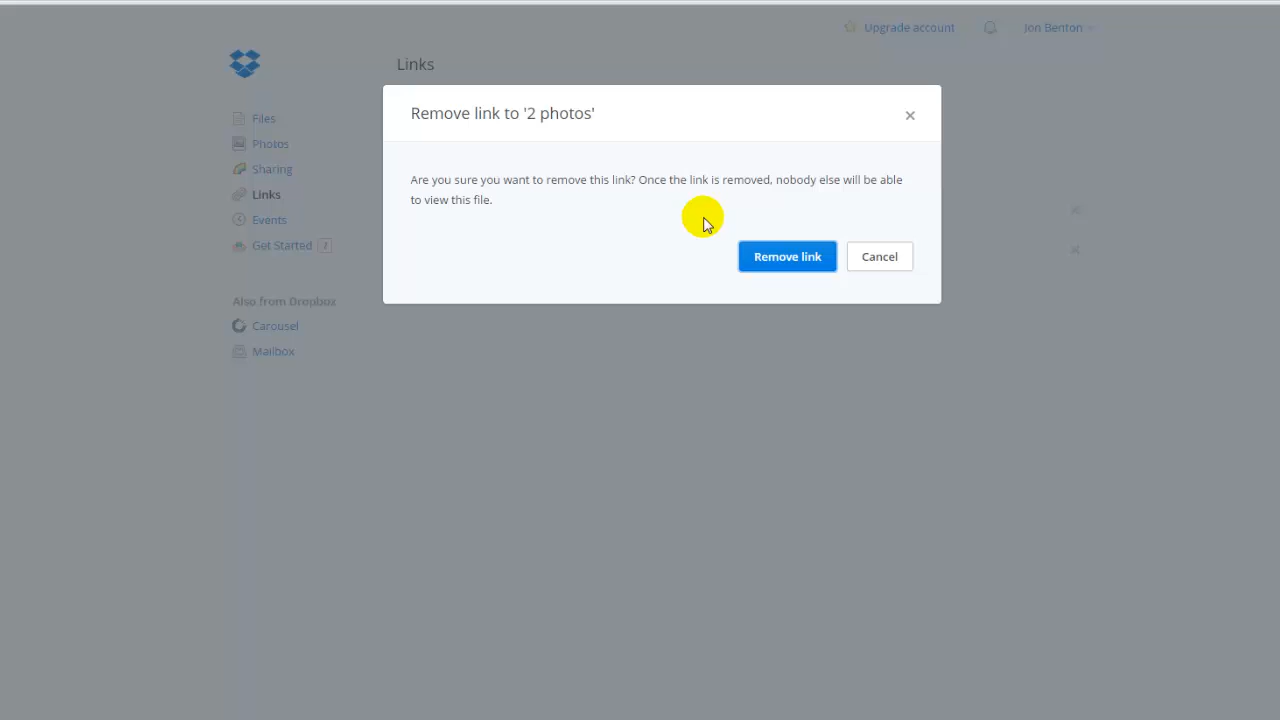 Upgrade account
Jon Benton
Links
Remove link to '2 photos'
Are you sure you want to remove this link? Once the link is removed, nobody else will be able
to view this file.
Remove link
Cancel
Files
Photos
Sharing
Links
Events
Get Started
Also from Dropbox
Carousel
Mailbox